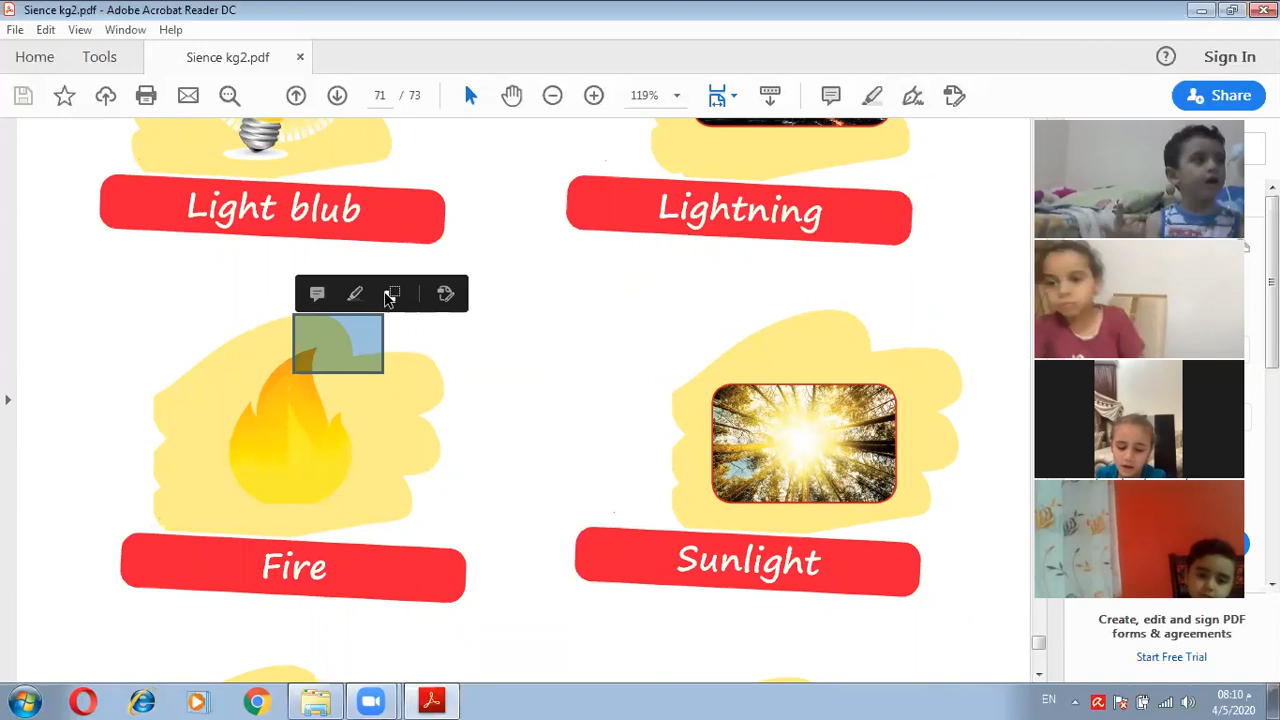 Sience kg2.pdf - Adobe Acrobat Reader DC
File Edit View Window Help
Home Tools Sience kg2.pdf × Sign In
71 / 73 119% Share
Light blub
Lightning
Fire
Sunlight
Create, edit and sign PDF
forms & agreements
Start Free Trial
EN
08:10 م
4/5/2020